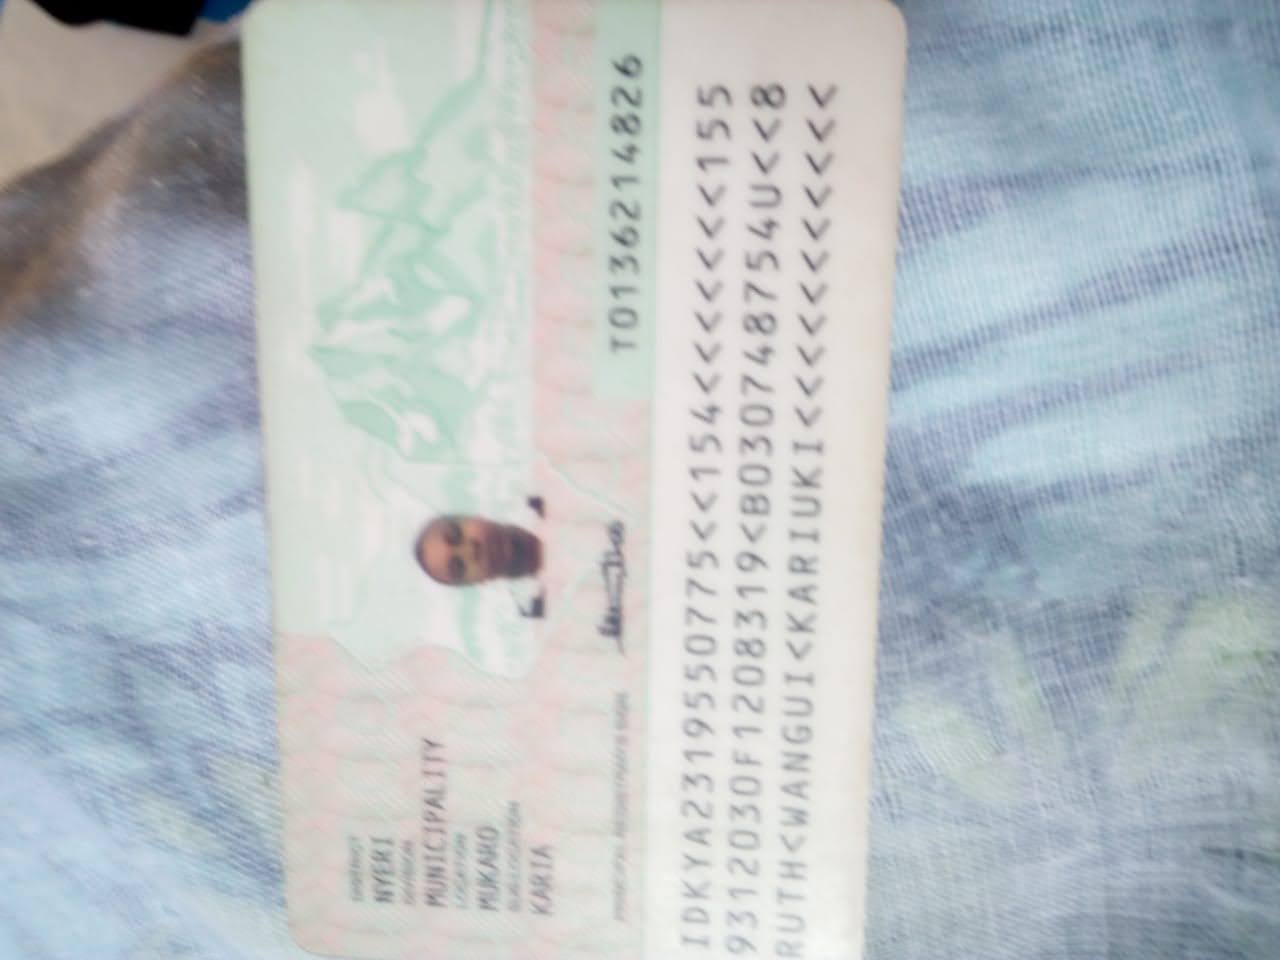 DISTRICT
NYERI
DIVISION
MUNICIPALITY
LOCATION
MUKARO
SUB-LOCATION
KARIA
PRINCIPAL REGISTRAR'S SIGN
T0136214826
IDKYA2319550775<<154<<<<<<<155
9312030F1208319<B030748754U<<8
RUTH<WANGUI<KARIUKI<<<<<<<<<<<